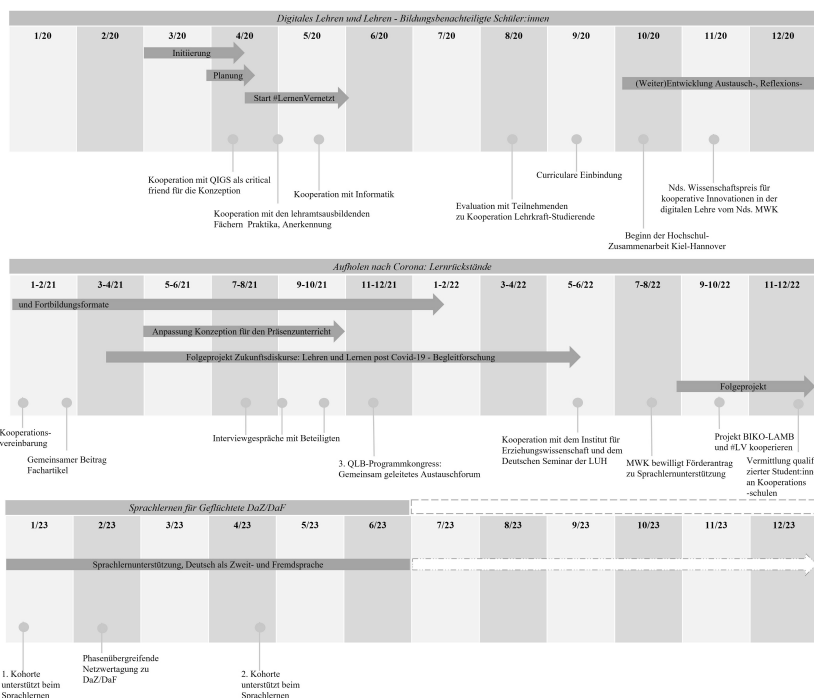 Digitales Lehren und Lehren - Bildungsbenachteiligte Schüler:innen
1/20 2/20 3/20 4/20 5/20 6/20 7/20 8/20 9/20 10/20 11/20 12/20
Initiierung
Planung
(Weiter)Entwicklung Austausch-, Reflexions-
Start #LernenVernetzt
Kooperation mit QIGS als critical
friend für die Konzeption
Kooperation mit Informatik
Kooperation mit den lehramtsausbildenden
Fächern Praktika, Anerkennung
Evaluation mit Teilnehmenden
zu Kooperation Lehrkraft-Studierende
Curriculare Einbindung
Beginn der Hochschul-
Zusammenarbeit Kiel-Hannover
Nds. Wissenschaftspreis für
kooperative Innovationen in der
digitalen Lehre vom Nds. MWK
Aufholen nach Corona: Lernrückstände
1-2/21 3-4/21 5-6/21 7-8/21 9-10/21 11-12/21 1-2/22 3-4/22 5-6/22 7-8/22 9-10/22 11-12/22
und Fortbildungsformate
Anpassung Konzeption für den Präsenzunterricht
Folgeprojekt Zukunftsdiskurse: Lehren und Lernen post Covid-19 - Begleitforschung
Folgeprojekt
Kooperations-
vereinbarung
Gemeinsamer Beitrag
Fachartikel
Interviewgespräche mit Beteiligten
3. QLB-Programmkongress:
Gemeinsam geleitetes Austauschforum
Kooperation mit dem Institut für
Erziehungswissenschaft und dem
Deutschen Seminar der LUH
MWK bewilligt Förderantrag
zu Sprachlernunterstützung
Projekt BIKO-LAMB
und #LV kooperieren
Vermittlung qualifi
zierter Student:inn
an Kooperations
-schulen
Sprachlernen für Geflüchtete DaZ/DaF
1/23 2/23 3/23 4/23 5/23 6/23 7/23 8/23 9/23 10/23 11/23 12/23
Sprachlernunterstützung, Deutsch als Zweit- und Fremdsprache
1. Kohorte
unterstützt beim
Sprachlernen
Phasenübergreifende
Netzwertagung zu
DaZ/DaF
2. Kohorte
unterstützt beim
Sprachlernen